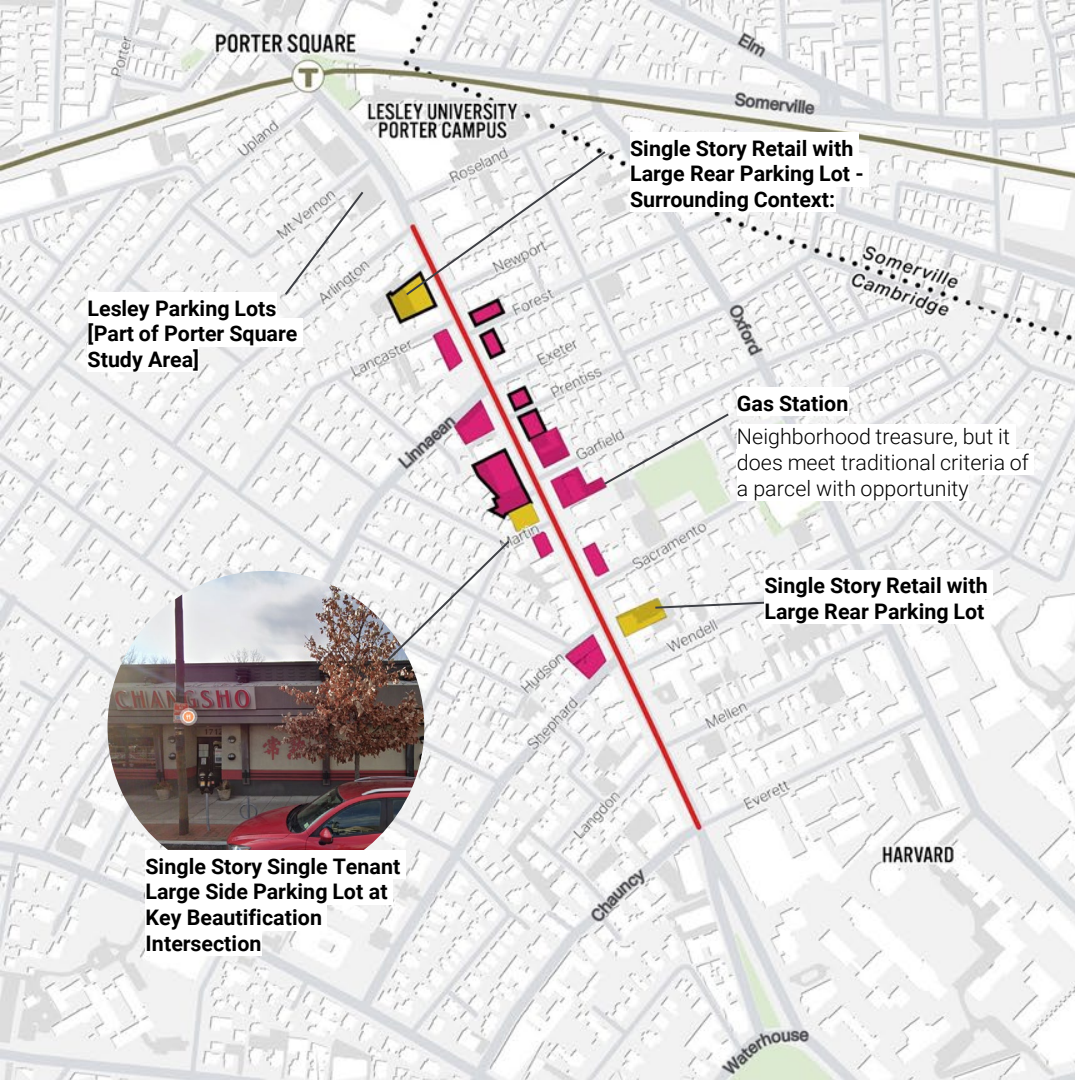 PORTER SQUARE
T
Porter
Elm
Somerville
LESLEY UNIVERSITY
PORTER CAMPUS
Upland
Roseland
Single Story Retail with
Large Rear Parking Lot -
Surrounding Context:
Mt Vernon
Arlington
Newport
Somerville
Cambridge
Lesley Parking Lots
[Part of Porter Square
Study Area]
Forest
Oxford
Lancaster
Exeter
Prentiss
Gas Station
Neighborhood treasure, but it
does meet traditional criteria of
a parcel with opportunity
Linnaean
Garfield
Martin
Sacramento
Single Story Retail with
Large Rear Parking Lot
Wendell
Hudson
Shephard
Mellen
CHANGSHO
常熟
Everett
Langdon
HARVARD
Single Story Single Tenant
Large Side Parking Lot at
Key Beautification
Intersection
Chauncy
Waterhouse